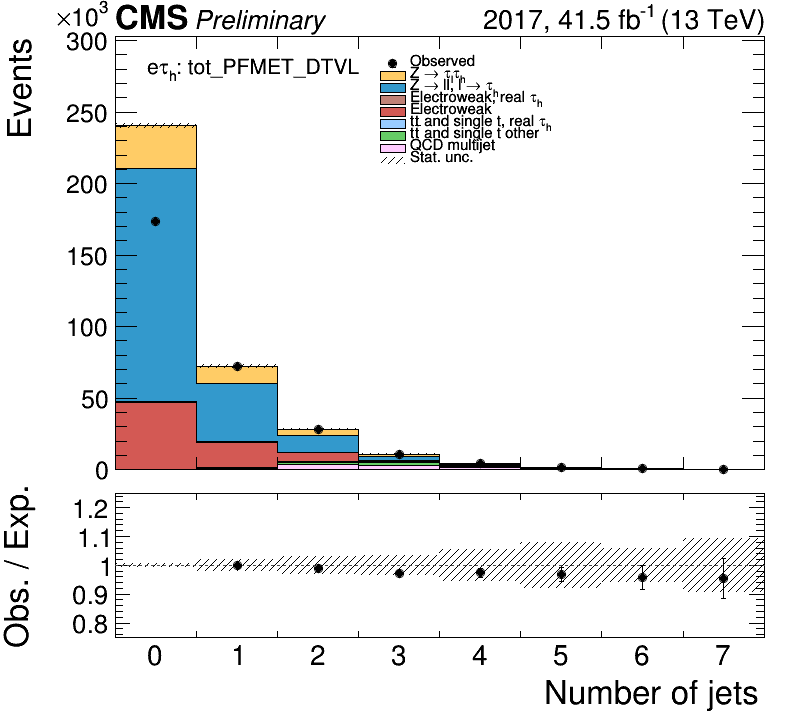 ×10³ CMS Preliminary 2017, 41.5 fb⁻¹ (13 TeV)
Events
300
250
200
150
100
50
0
eτₕ: tot_PFMET_DTVL
Observed
Z → τₗτₕ
Z → ll, l → τₕ
Electroweak, real τₕ
Electroweak
tt and single t, real τₕ
tt and single t other
QCD multijet
Stat. unc.
Obs. / Exp.
1.2
1.1
1
0.9
0.8
0 1 2 3 4 5 6 7
Number of jets